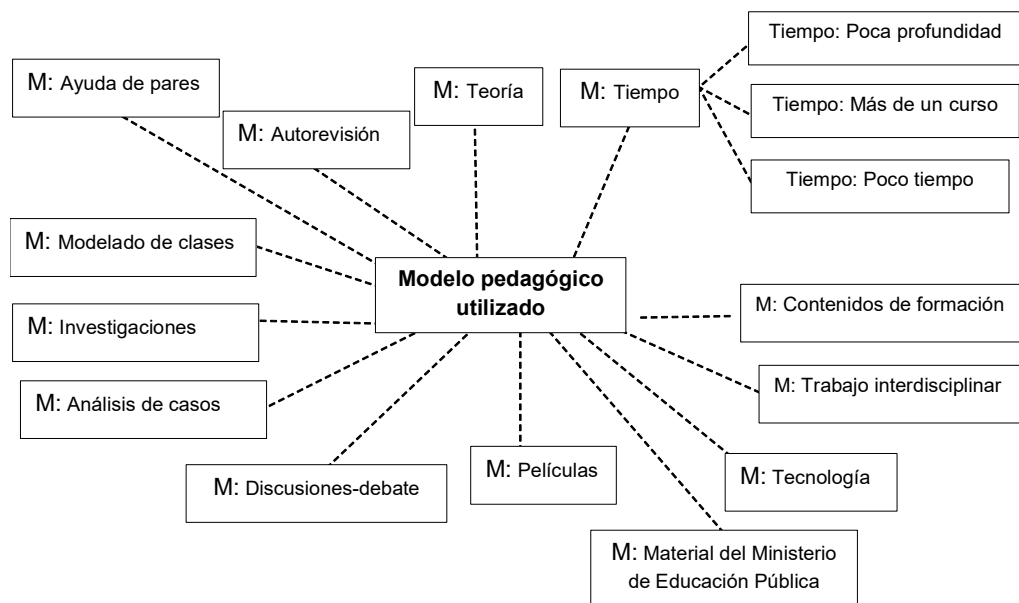 Tiempo: Poca profundidad
M: Ayuda de pares
M: Teoría
M: Tiempo
Tiempo: Más de un curso
M: Autorevisión
Tiempo: Poco tiempo
M: Modelado de clases
Modelo pedagógico
utilizado
M: Contenidos de formación
M: Investigaciones
M: Trabajo interdisciplinar
M: Análisis de casos
M: Películas
M: Tecnología
M: Discusiones-debate
M: Material del Ministerio
de Educación Pública